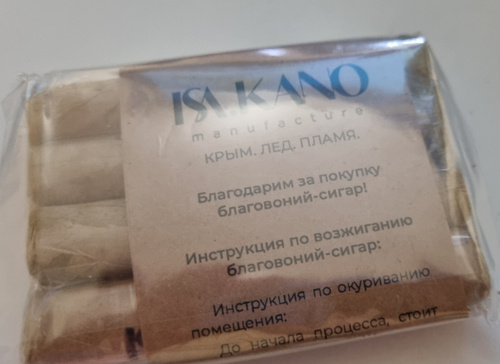 ISA.KANO
manufacture
КРЫМ. ЛЕД. ПЛАМЯ.
Благодарим за покупку
благовоний-сигар!
Инструкция по возжиганию
благовоний-сигар:
Инструкция по окуриванию
помещения:
До начала процесса, стоит